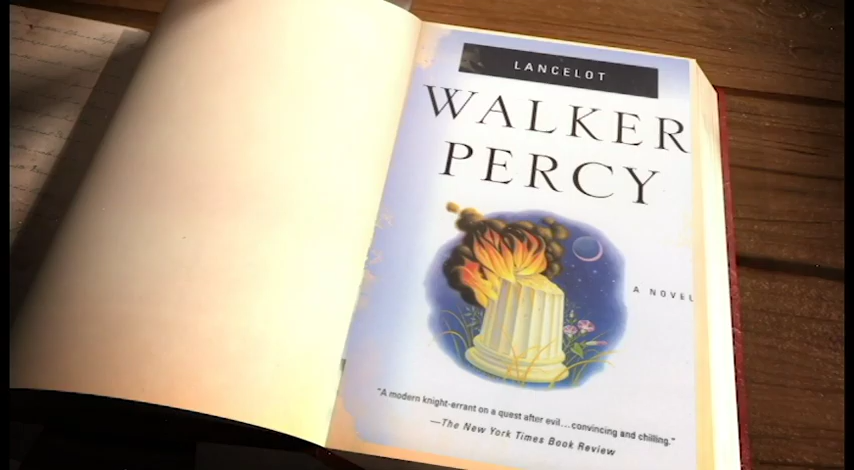 LANCELOT
WALKER
PERCY
A NOVEL
"A modern knight-errant on a quest after evil...convincing and chilling."
—The New York Times Book Review